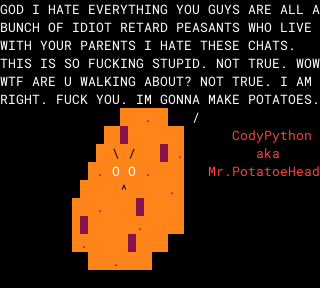 GOD I HATE EVERYTHING YOU GUYS ARE ALL A
BUNCH OF IDIOT RETARD PEASANTS WHO LIVE
WITH YOUR PARENTS I HATE THESE CHATS.
THIS IS SO FUCKING STUPID. NOT TRUE. WOW
WTF ARE U WALKING ABOUT? NOT TRUE. I AM
RIGHT. FUCK YOU. IM GONNA MAKE POTATOES.
CodyPython
aka
Mr.PotatoeHead